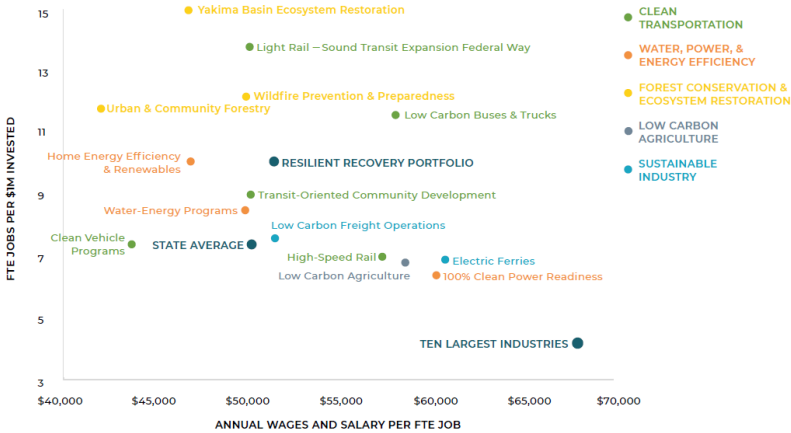 15
Yakima Basin Ecosystem Restoration
Light Rail – Sound Transit Expansion Federal Way
13
Wildfire Prevention & Preparedness
Urban & Community Forestry
Low Carbon Buses & Trucks
11
Home Energy Efficiency
& Renewables
RESILIENT RECOVERY PORTFOLIO
9
Transit-Oriented Community Development
Water-Energy Programs
Low Carbon Freight Operations
Clean Vehicle
Programs
STATE AVERAGE
7
High-Speed Rail
Electric Ferries
Low Carbon Agriculture
100% Clean Power Readiness
5
TEN LARGEST INDUSTRIES
3
FTE JOBS PER $1M INVESTED
$40,000
$45,000
$50,000
$55,000
$60,000
$65,000
$70,000
ANNUAL WAGES AND SALARY PER FTE JOB
CLEAN
TRANSPORTATION
WATER, POWER, &
ENERGY EFFICIENCY
FOREST CONSERVATION &
ECOSYSTEM RESTORATION
LOW CARBON
AGRICULTURE
SUSTAINABLE
INDUSTRY